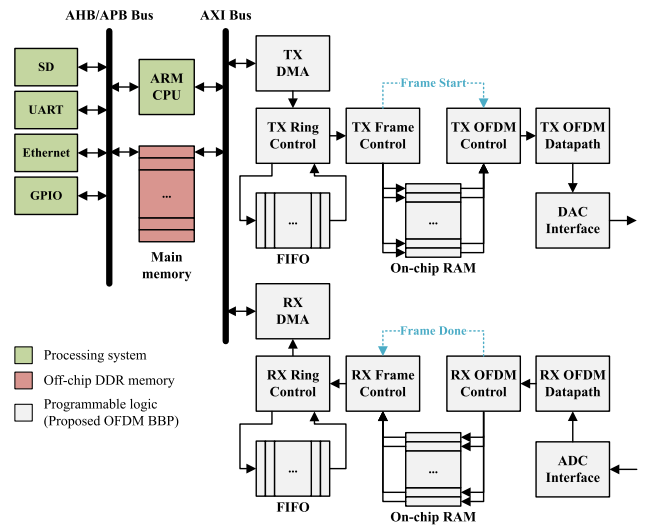 AHB/APB Bus
AXI Bus
SD
UART
Ethernet
GPIO
ARM
CPU
...
Main
memory
TX
DMA
Frame Start
TX Ring
Control
TX Frame
Control
TX OFDM
Control
TX OFDM
Datapath
...
FIFO
...
On-chip RAM
DAC
Interface
RX
DMA
Frame Done
RX Ring
Control
RX Frame
Control
RX OFDM
Control
RX OFDM
Datapath
...
FIFO
...
On-chip RAM
ADC
Interface
Processing system
Off-chip DDR memory
Programmable logic
(Proposed OFDM BBP)